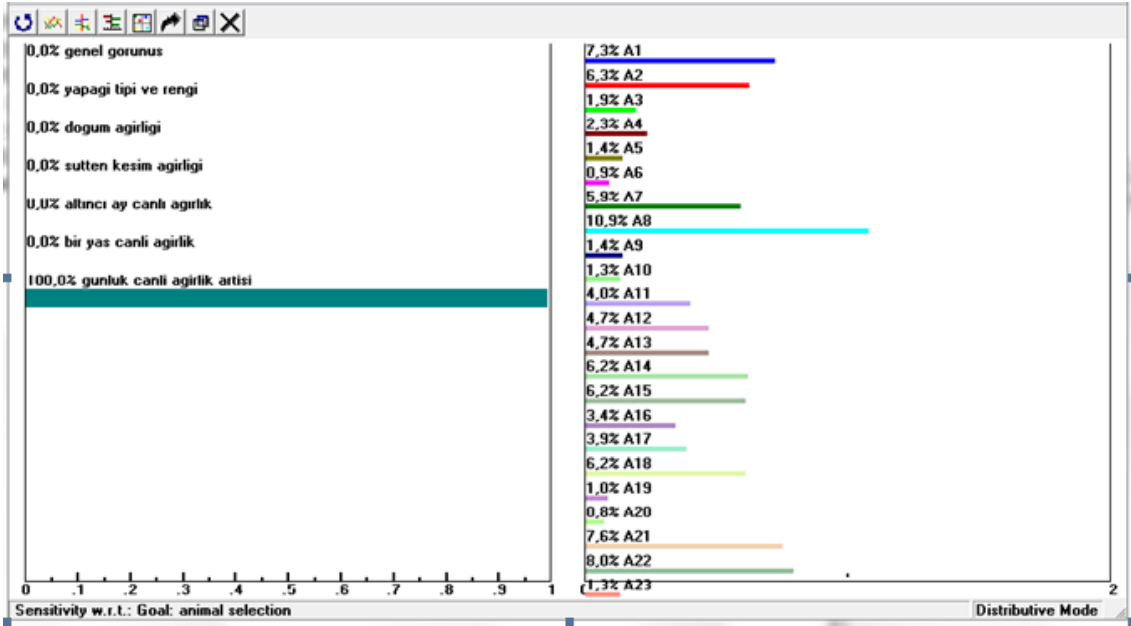 0,0% genel gorunus
0,0% yapagi tipi ve rengi
0,0% dogum agirligi
0,0% sutten kesim agirligi
0,0% altıncı ay canlı agırlık
0,0% bir yas canli agirlik
100,0% gunluk canli agirlik artisi
0 .1 .2 .3 .4 .5 .6 .7 .8 .9 1
7,3% A1
6,3% A2
1,9% A3
2,3% A4
1,4% A5
0,9% A6
5,9% A7
10,9% A8
1,4% A9
1,3% A10
4,0% A11
4,7% A12
4,7% A13
6,2% A14
6,2% A15
3,4% A16
3,9% A17
6,2% A18
1,0% A19
0,8% A20
7,6% A21
8,0% A22
1,3% A23
2
Sensitivity w.r.t.: Goal: animal selection
Distributive Mode